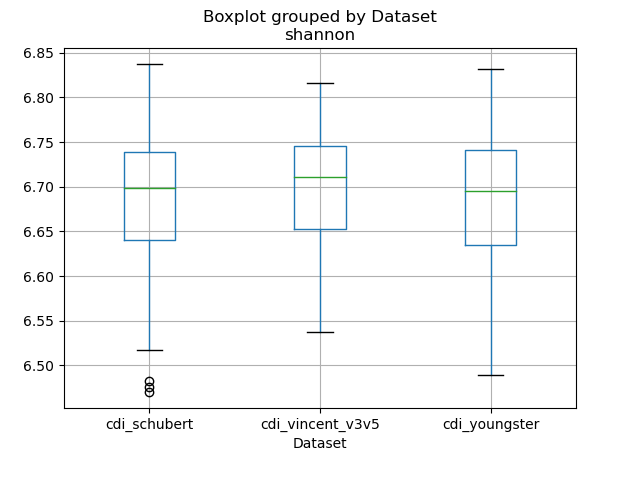 Boxplot grouped by Dataset
shannon
6.85
6.80
6.75
6.70
6.65
6.60
6.55
6.50
cdi_schubert cdi_vincent_v3v5 cdi_youngster
Dataset